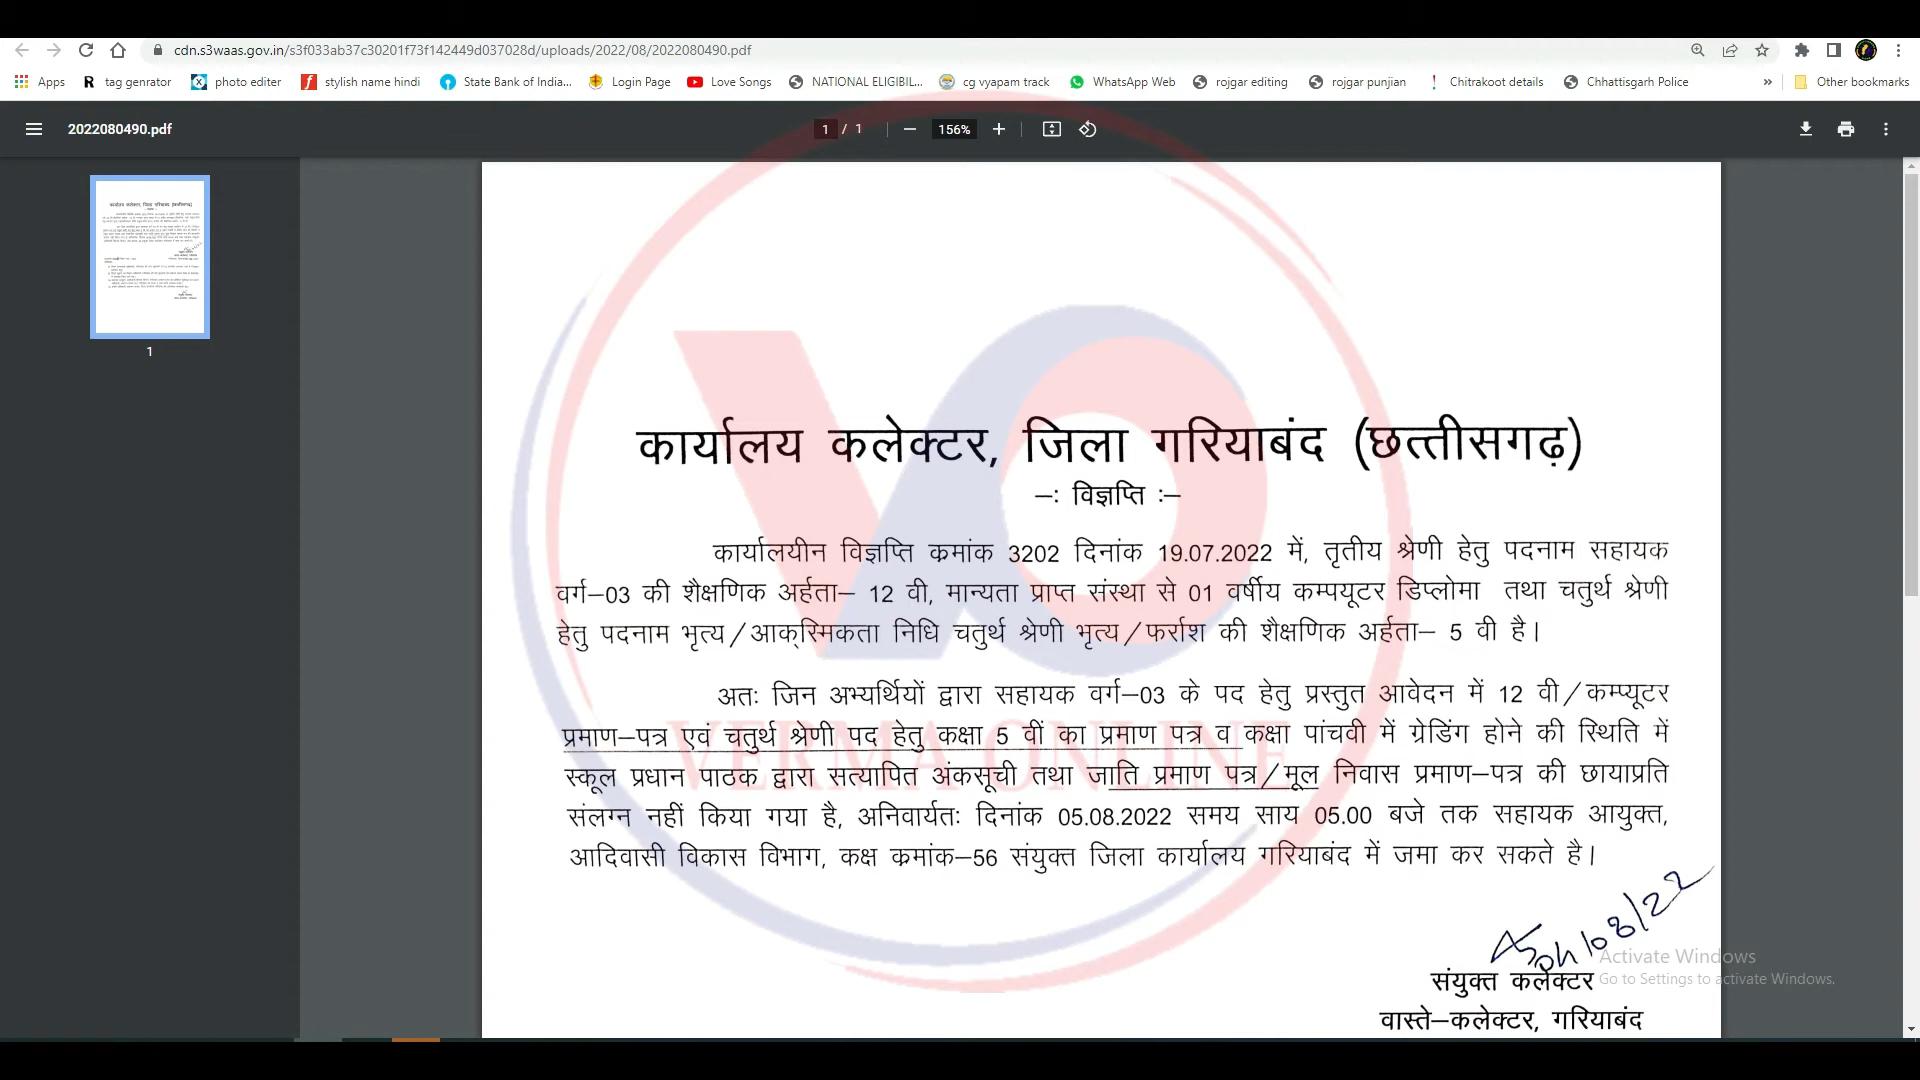 cdn.s3waas.gov.in/s3f033ab37c30201f73f142449d037028d/uploads/2022/08/2022080490.pdf
Apps tag genrator photo editer stylish name hindi State Bank of India... Login Page Love Songs NATIONAL ELIGIBIL... cg vyapam track WhatsApp Web rojgar editing rojgar punjian Chitrakoot details Chhattisgarh Police » Other bookmarks
2022080490.pdf 1 / 1 156%
1
कार्यालय कलेक्टर, जिला गरियाबंद (छत्तीसगढ़)
–: विज्ञप्ति :–
कार्यालयीन विज्ञप्ति क्रमांक 3202 दिनांक 19.07.2022 में, तृतीय श्रेणी हेतु पदनाम सहायक
वर्ग–03 की शैक्षणिक अर्हता– 12 वी, मान्यता प्राप्त संस्था से 01 वर्षीय कम्पयूटर डिप्लोमा तथा चतुर्थ श्रेणी
हेतु पदनाम भृत्य/आक्स्मिकता निधि चतुर्थ श्रेणी भृत्य/फर्राश की शैक्षणिक अर्हता– 5 वी है।
अतः जिन अभ्यर्थियों द्वारा सहायक वर्ग–03 के पद हेतु प्रस्तुत आवेदन में 12 वी/कम्प्यूटर
प्रमाण–पत्र एवं चतुर्थ श्रेणी पद हेतु कक्षा 5 वीं का प्रमाण पत्र व कक्षा पांचवी में ग्रेडिंग होने की स्थिति में
VERMA ONLINE
स्कूल प्रधान पाठक द्वारा सत्यापित अंकसूची तथा जाति प्रमाण पत्र/मूल निवास प्रमाण–पत्र की छायाप्रति
संलग्न नहीं किया गया है, अनिवार्यतः दिनांक 05.08.2022 समय साय 05.00 बजे तक सहायक आयुक्त,
आदिवासी विकास विभाग, कक्ष क्रमांक–56 संयुक्त जिला कार्यालय गरियाबंद में जमा कर सकते है।
संयुक्त कलेक्टर
वास्ते–कलेक्टर, गरियाबंद
Activate Windows
Go to Settings to activate Windows.